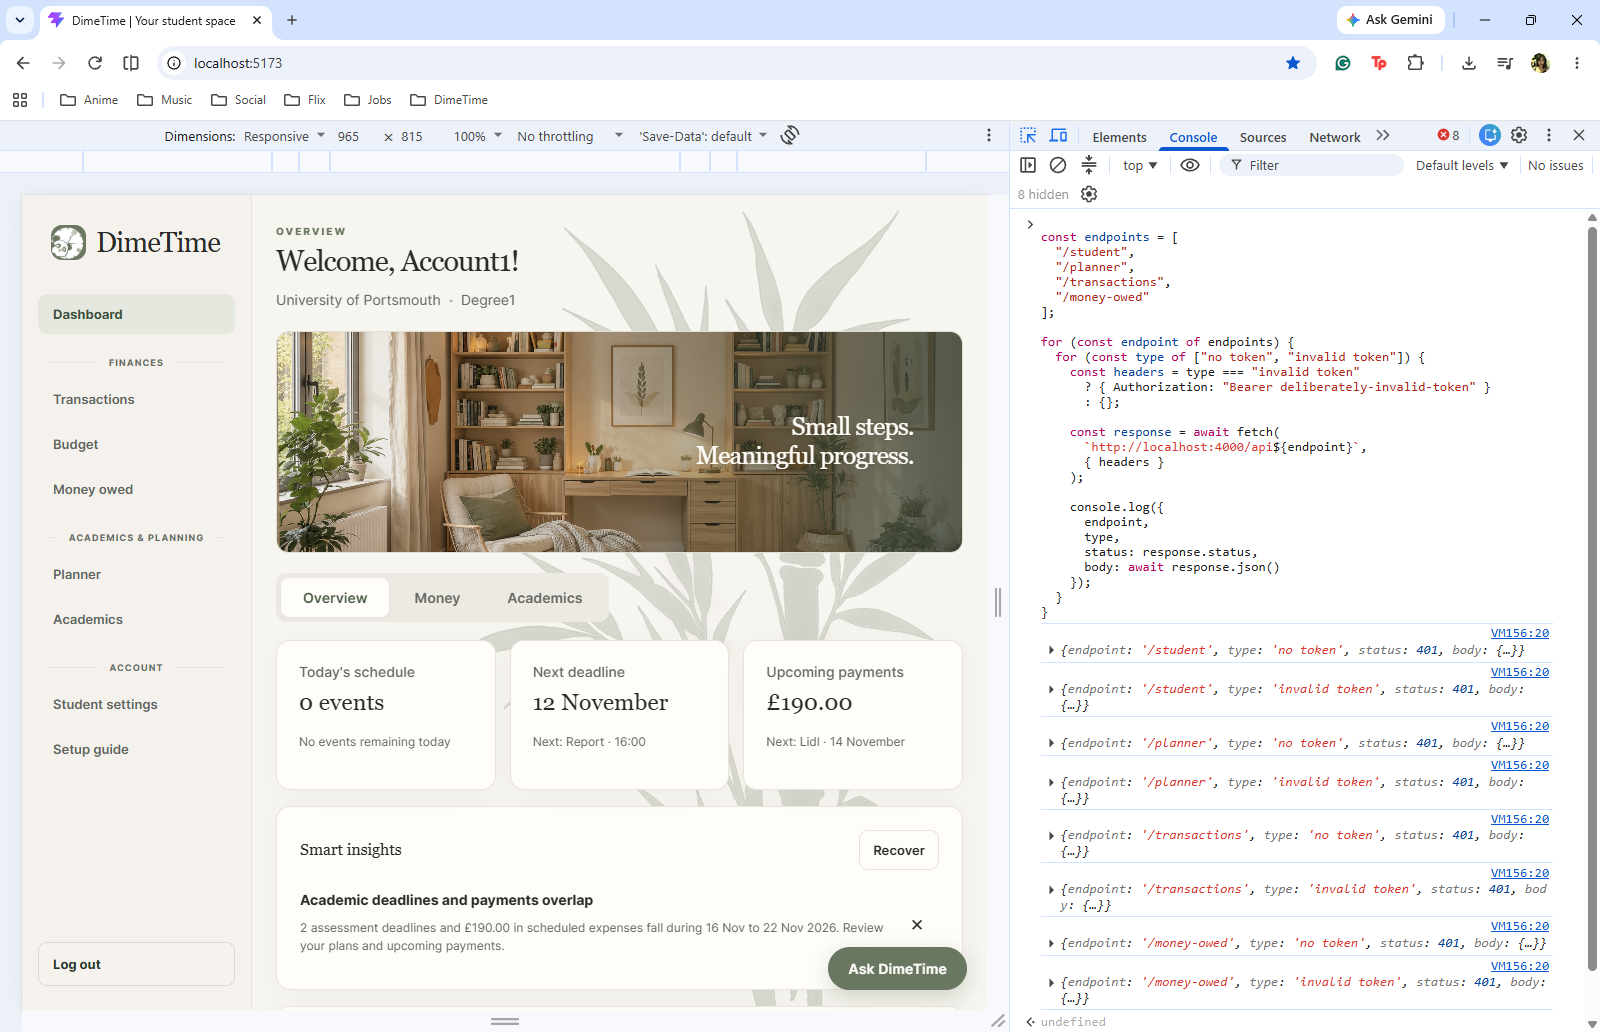 DimeTime | Your student space
Ask Gemini
localhost:5173
Anime
Music
Social
Flix
Jobs
DimeTime
Dimensions: Responsive 965 × 815 100% No throttling 'Save-Data': default
Elements Console Sources Network 8
top Filter Default levels No issues
8 hidden
DimeTime
Dashboard
FINANCES
Transactions
Budget
Money owed
ACADEMICS & PLANNING
Planner
Academics
ACCOUNT
Student settings
Setup guide
Log out
OVERVIEW
Welcome, Account1!
University of Portsmouth · Degree1
Small steps.
Meaningful progress.
Overview Money Academics
Today's schedule
0 events
No events remaining today
Next deadline
12 November
Next: Report · 16:00
Upcoming payments
£190.00
Next: Lidl · 14 November
Smart insights
Recover
Academic deadlines and payments overlap
2 assessment deadlines and £190.00 in scheduled expenses fall during 16 Nov to 22 Nov 2026. Review
your plans and upcoming payments.
Ask DimeTime
const endpoints = [
"/student",
"/planner",
"/transactions",
"/money-owed"
];
for (const endpoint of endpoints) {
for (const type of ["no token", "invalid token"]) {
const headers = type === "invalid token"
? { Authorization: "Bearer deliberately-invalid-token" }
: {};
const response = await fetch(
`http://localhost:4000/api${endpoint}`,
{ headers }
);
console.log({
endpoint,
type,
status: response.status,
body: await response.json()
});
}
}
VM156:20
{endpoint: '/student', type: 'no token', status: 401, body: {…}}
VM156:20
{endpoint: '/student', type: 'invalid token', status: 401, body:
{…}}
VM156:20
{endpoint: '/planner', type: 'no token', status: 401, body: {…}}
VM156:20
{endpoint: '/planner', type: 'invalid token', status: 401, body:
{…}}
VM156:20
{endpoint: '/transactions', type: 'no token', status: 401, body:
{…}}
VM156:20
{endpoint: '/transactions', type: 'invalid token', status: 401, bod
y: {…}}
VM156:20
{endpoint: '/money-owed', type: 'no token', status: 401, body: {…}}
VM156:20
{endpoint: '/money-owed', type: 'invalid token', status: 401, body:
{…}}
undefined